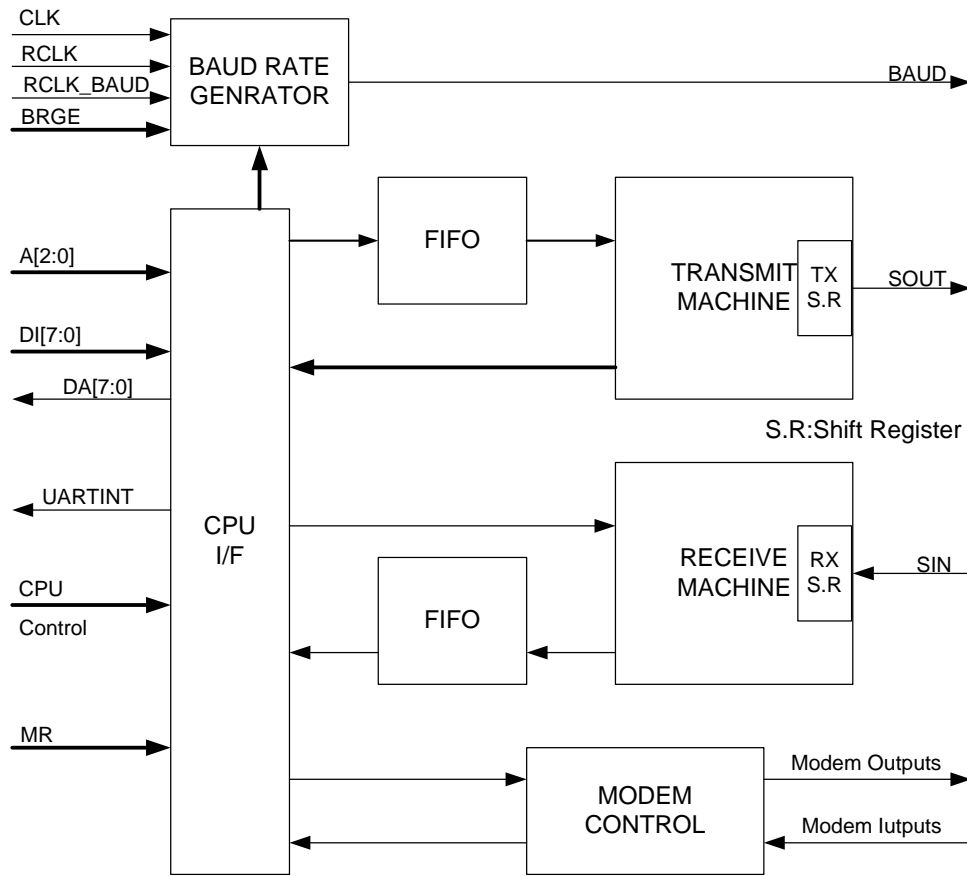 CLK
RCLK
RCLK_BAUD
BRGE
BAUD RATE
GENRATOR
BAUD
A[2:0]
DI[7:0]
DA[7:0]
UARTINT
CPU
Control
MR
CPU
I/F
FIFO
TRANSMIT
MACHINE
TX
S.R
SOUT
S.R:Shift Register
RECEIVE
MACHINE
RX
S.R
SIN
FIFO
MODEM
CONTROL
Modem Outputs
Modem Iutputs